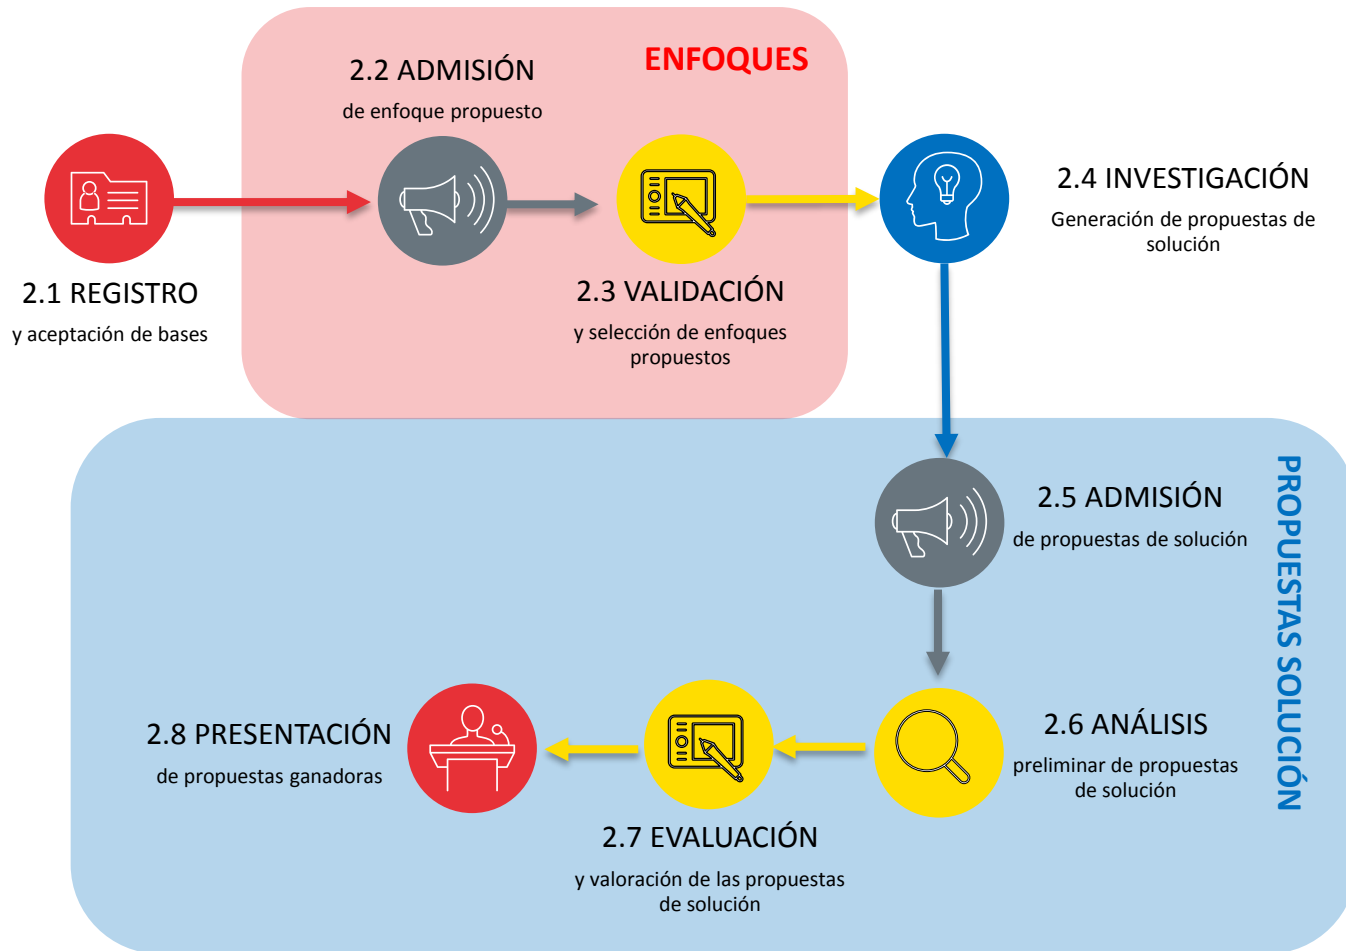 ENFOQUES
2.2 ADMISIÓN
de enfoque propuesto
2.1 REGISTRO
y aceptación de bases
2.3 VALIDACIÓN
y selección de enfoques
propuestos
2.4 INVESTIGACIÓN
Generación de propuestas de
solución
PROPUESTAS SOLUCIÓN
2.5 ADMISIÓN
de propuestas de solución
2.6 ANÁLISIS
preliminar de propuestas
de solución
2.7 EVALUACIÓN
y valoración de las propuestas
de solución
2.8 PRESENTACIÓN
de propuestas ganadoras